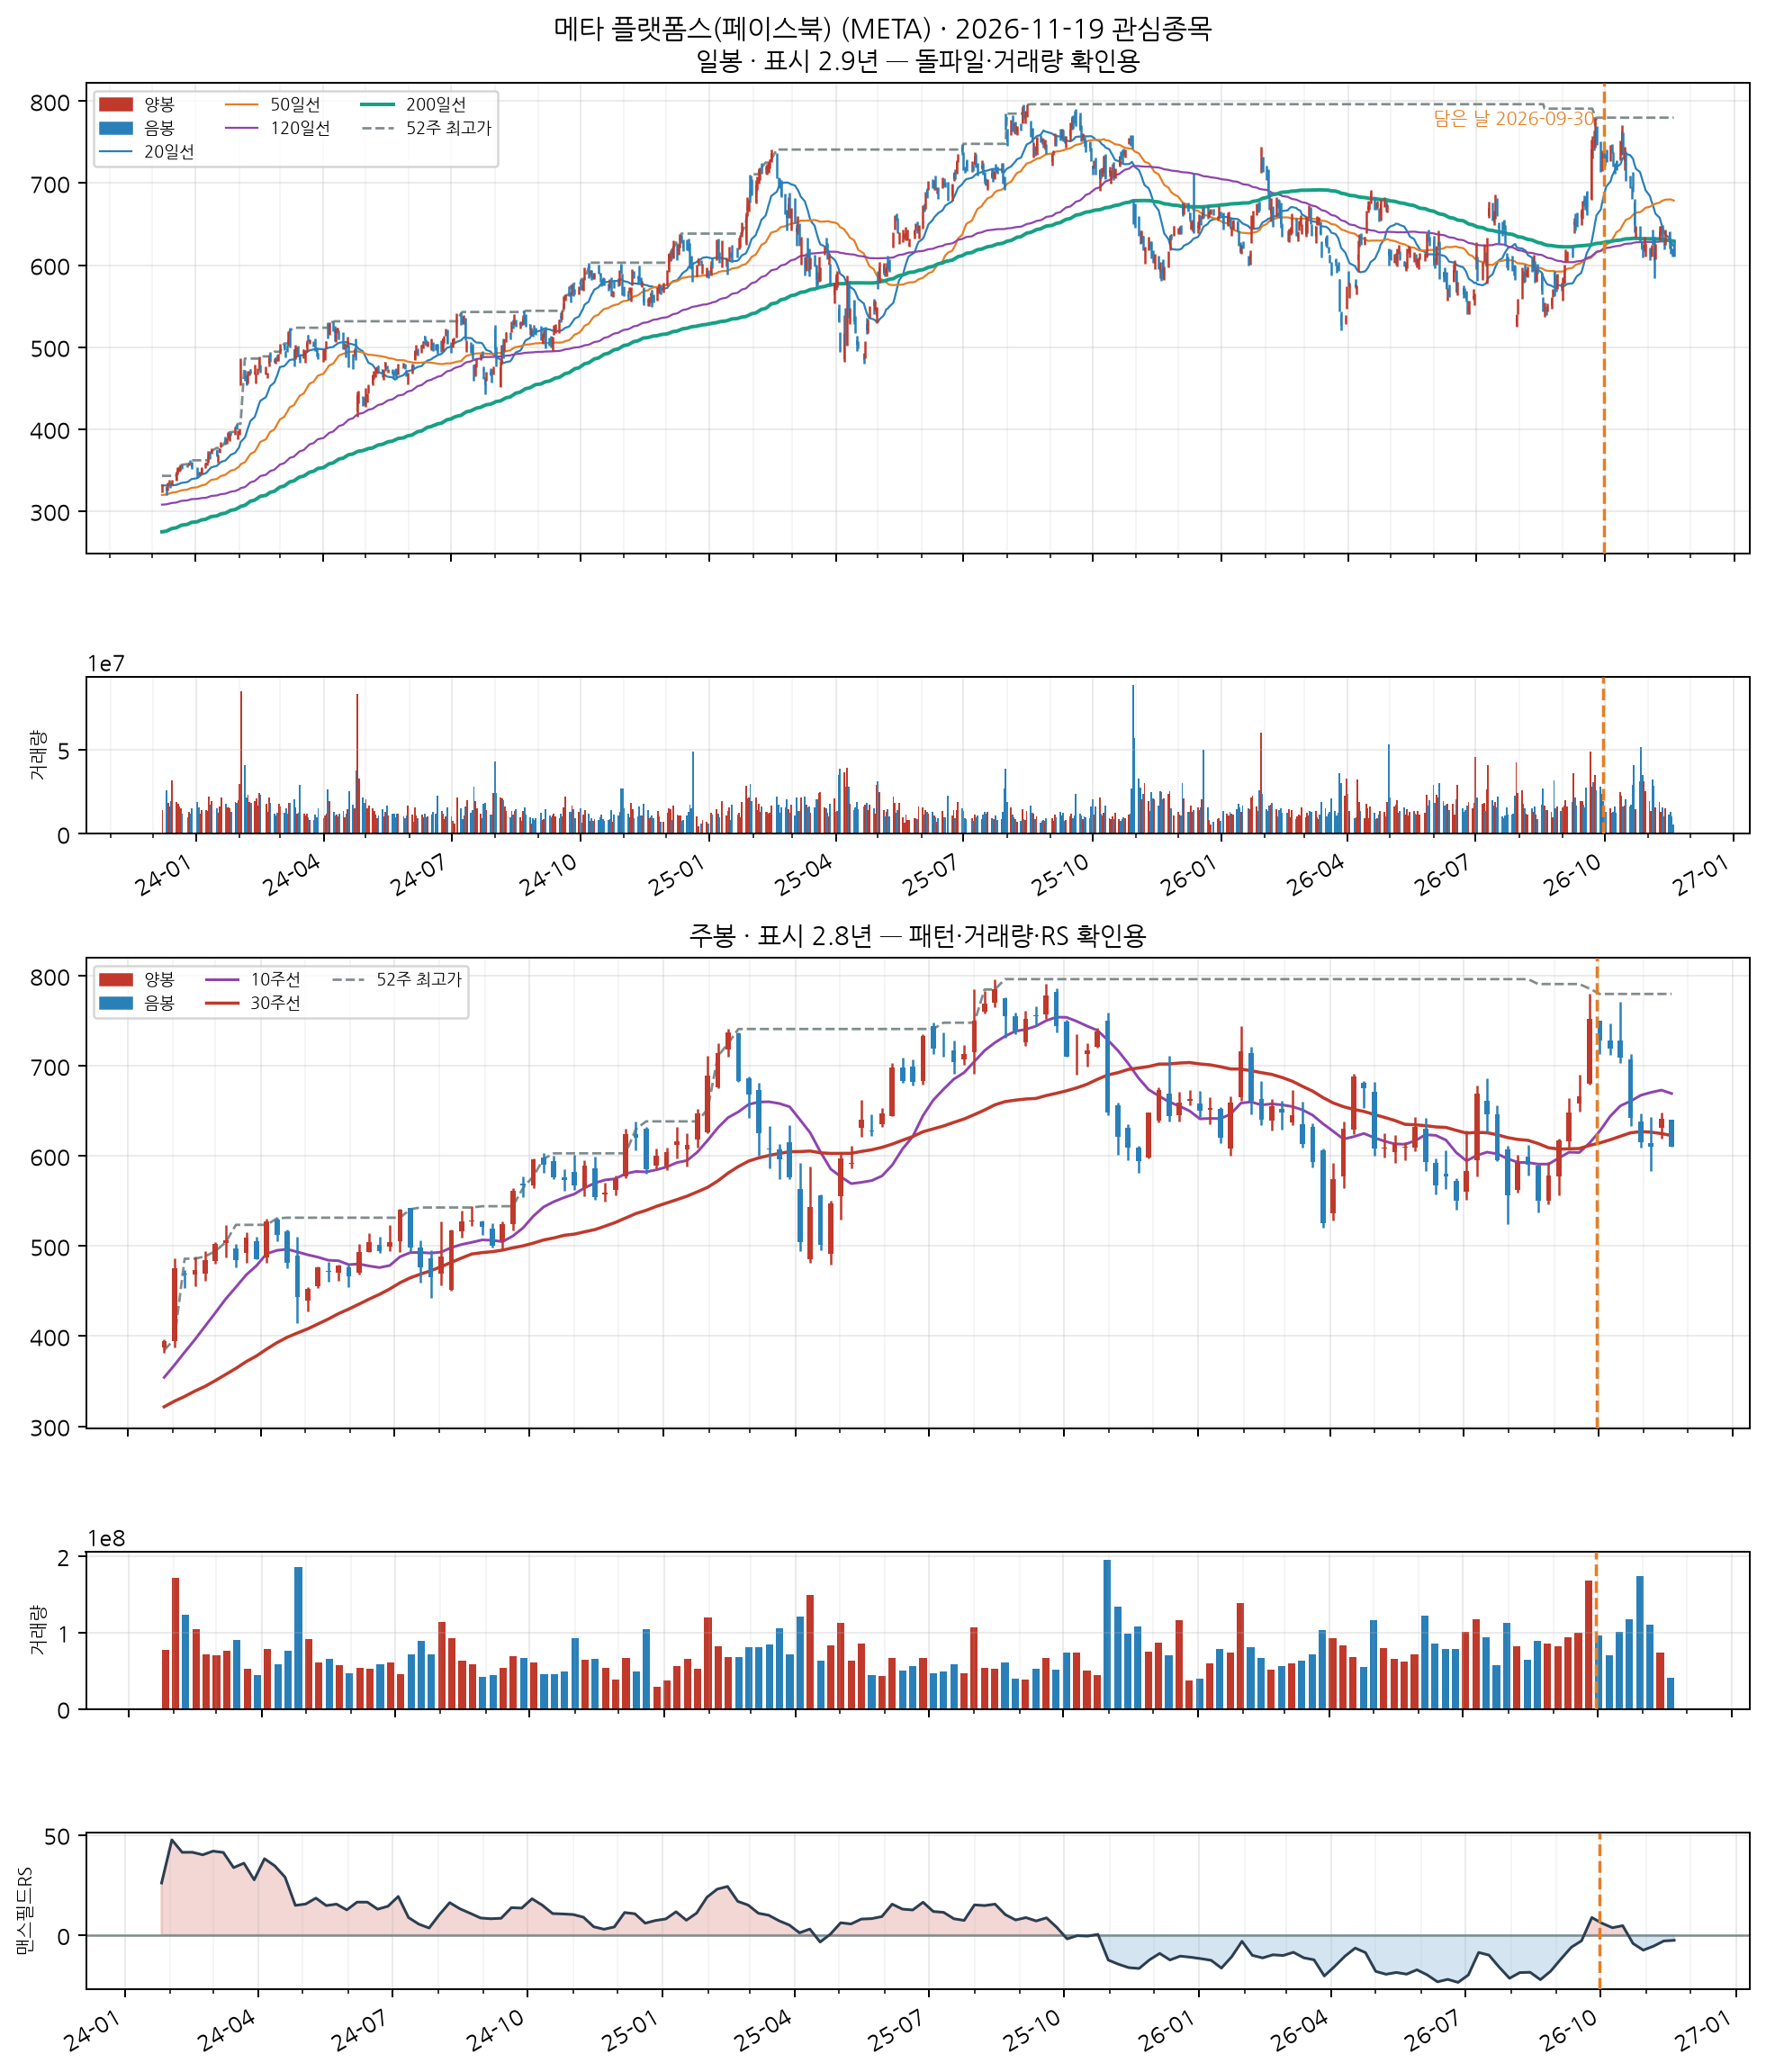 메타 플랫폼스(페이스북) (META) · 2026-11-19 관심종목
일봉 · 표시 2.9년 — 돌파일·거래량 확인용
양봉
음봉
20일선
50일선
120일선
200일선
52주 최고가
담은 날 2026-09-30
800
700
600
500
400
300
1e7
거래량
5
0
24-01
24-04
24-07
24-10
25-01
25-04
25-07
25-10
26-01
26-04
26-07
26-10
27-01
주봉 · 표시 2.8년 — 패턴·거래량·RS 확인용
양봉
음봉
10주선
30주선
52주 최고가
800
700
600
500
400
300
1e8
거래량
2
1
0
맨스필드RS
50
0
24-01
24-04
24-07
24-10
25-01
25-04
25-07
25-10
26-01
26-04
26-07
26-10
27-01